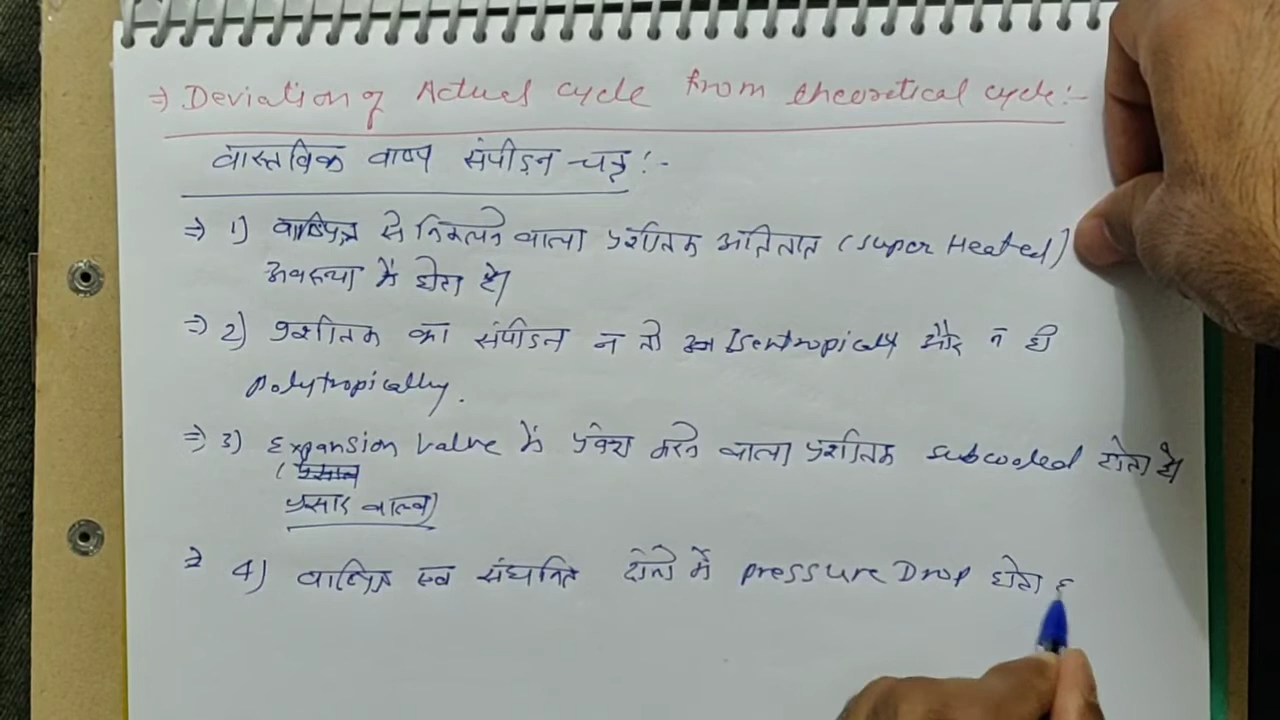 ⇒ Deviation of Actual cycle from theoretical cycle:-
वास्तविक वाष्प संपीडन चक्र:-
⇒ 1) वाष्पित्र से निकलने वाला प्रशीतक अतितप्त (Super Heated)
अवस्था में होता है।
⇒ 2) प्रशीतक का संपीडन न तो Isentropically और न ही
polytropically.
⇒ 3) Expansion Valve में प्रवेश करने वाला प्रशीतक subcooled होता है।
(
प्रसार वाल्व)
⇒ 4) वाष्पित्र एव संघनित्र दोनो में pressure Drop होता